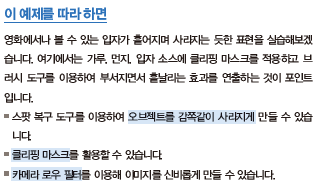 이 예제를 따라 하면
영화에서나 볼 수 있는 입자가 흩어지며 사라지는 듯한 표현을 실습해보겠
습니다. 여기에서는 가루, 먼지, 입자 소스에 클리핑 마스크를 적용하고 브
러시 도구를 이용하여 부서지면서 흩날리는 효과를 연출하는 것이 포인트
입니다.
스팟 복구 도구를 이용하여 오브젝트를 감쪽같이 사라지게 만들 수 있습
니다.
클리핑 마스크를 활용할 수 있습니다.
카메라 로우 필터를 이용해 이미지를 신비롭게 만들 수 있습니다.